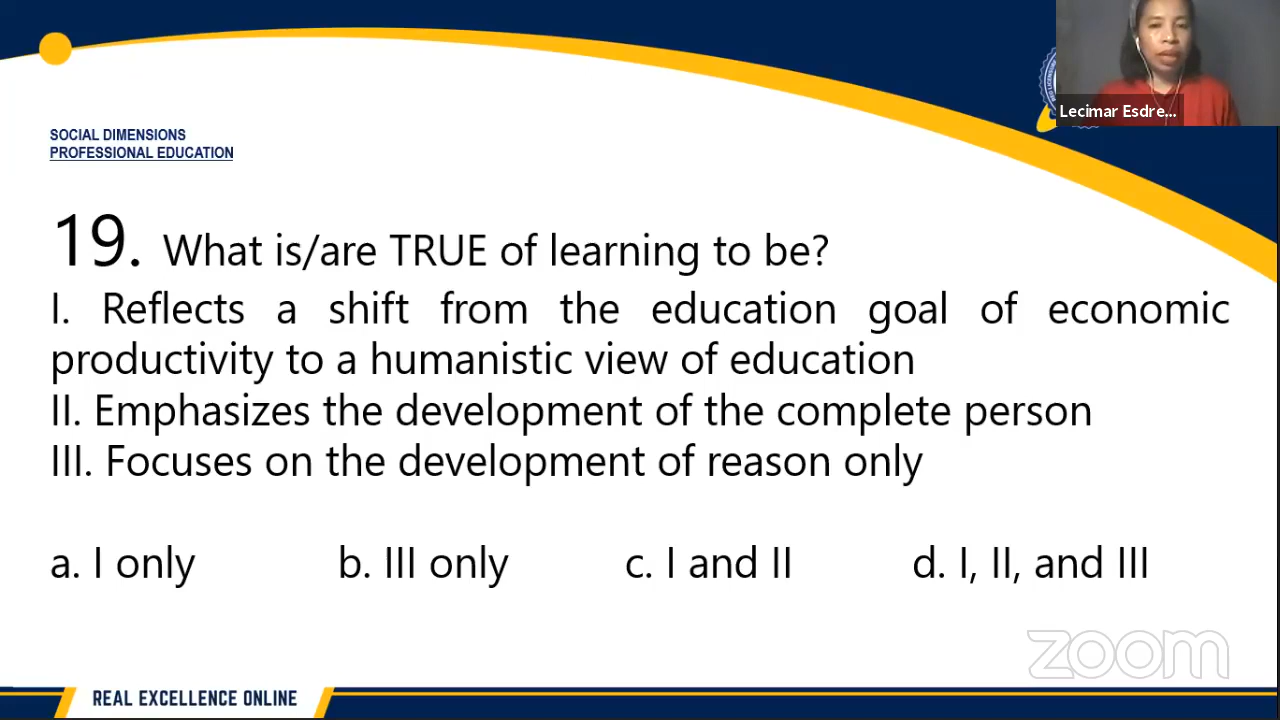 Lecimar Esdre...
SOCIAL DIMENSIONS
PROFESSIONAL EDUCATION
19. What is/are TRUE of learning to be?
I. Reflects a shift from the education goal of economic
productivity to a humanistic view of education
II. Emphasizes the development of the complete person
III. Focuses on the development of reason only
a. I only b. III only c. I and II d. I, II, and III
zoom
REAL EXCELLENCE ONLINE